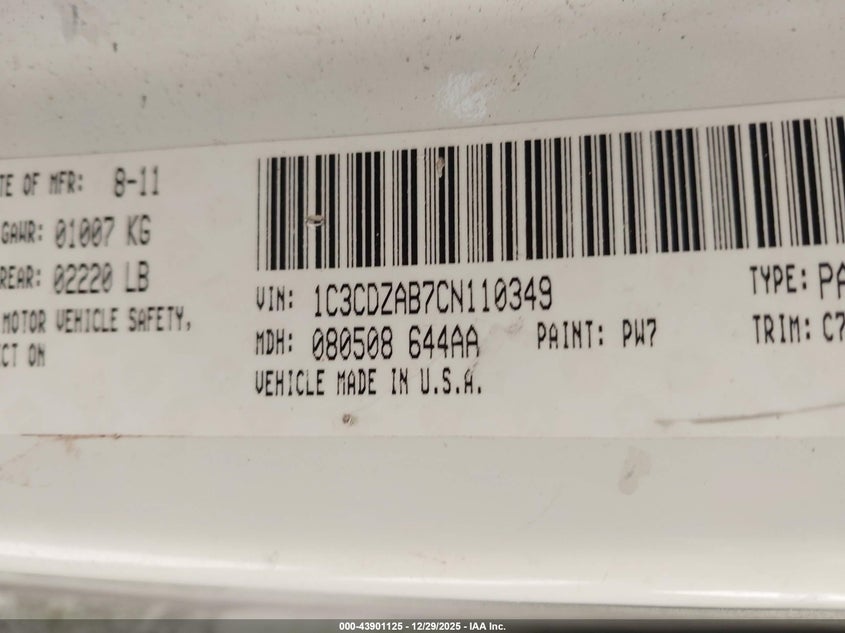 TE OF MFR: 8-11
GAWR: 01007 KG
REAR: 02220 LB
MOTOR VEHICLE SAFETY,
ECT ON
VIN: 1C3CDZAB7CN110349
TYPE: PA
MDH: 080508 644AA PAINT: PW7
TRIM: C7
VEHICLE MADE IN U.S.A.
000-43901125 - 12/29/2025 - IAA Inc.